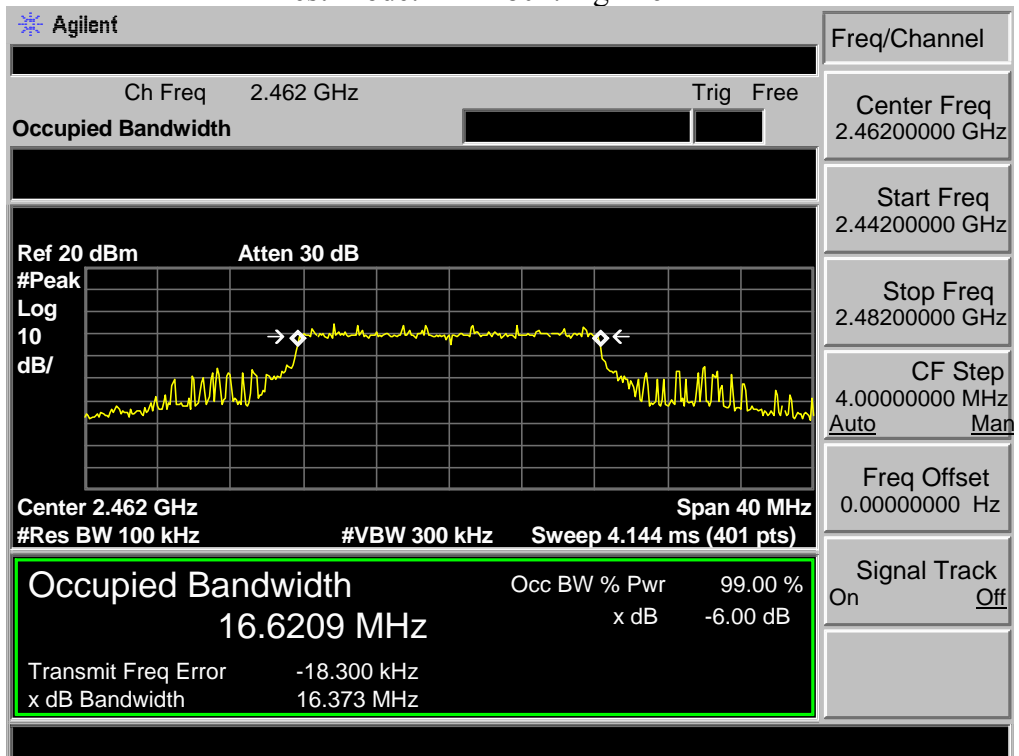 Agilent
Freq/Channel
Ch Freq 2.462 GHz Trig Free
Occupied Bandwidth
Center Freq
2.46200000 GHz
Start Freq
2.44200000 GHz
Ref 20 dBm Atten 30 dB
#Peak
Log
10
dB/
Stop Freq
2.48200000 GHz
CF Step
4.00000000 MHz
Auto Man
Freq Offset
0.00000000 Hz
Center 2.462 GHz Span 40 MHz
#Res BW 100 kHz #VBW 300 kHz Sweep 4.144 ms (401 pts)
Signal Track
On Off
Occupied Bandwidth Occ BW % Pwr 99.00 %
16.6209 MHz x dB -6.00 dB
Transmit Freq Error -18.300 kHz
x dB Bandwidth 16.373 MHz